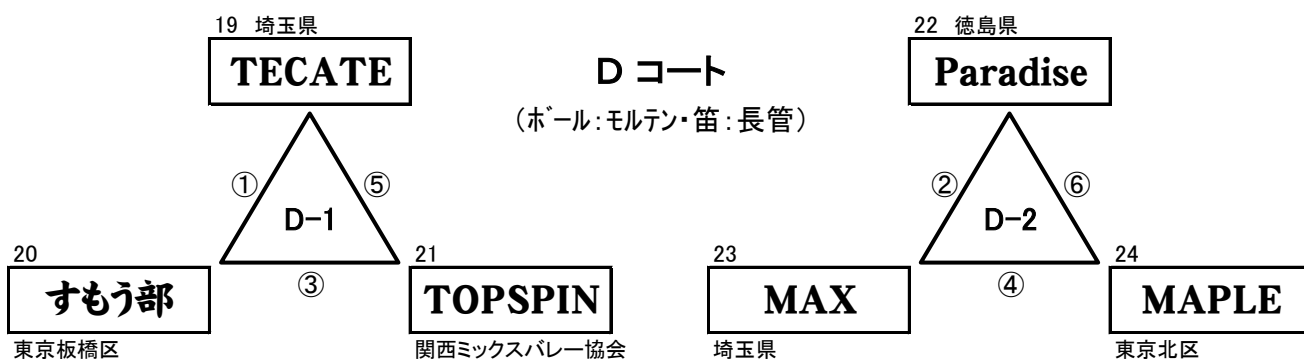 19 埼玉県
TECATE
D コート
(ボール:モルテン・笛:長管)
22 徳島県
Paradise
①
⑤
D-1
②
⑥
D-2
20
すもう部
東京板橋区
③
21
TOPSPIN
関西ミックスバレー協会
23
MAX
埼玉県
④
24
MAPLE
東京北区